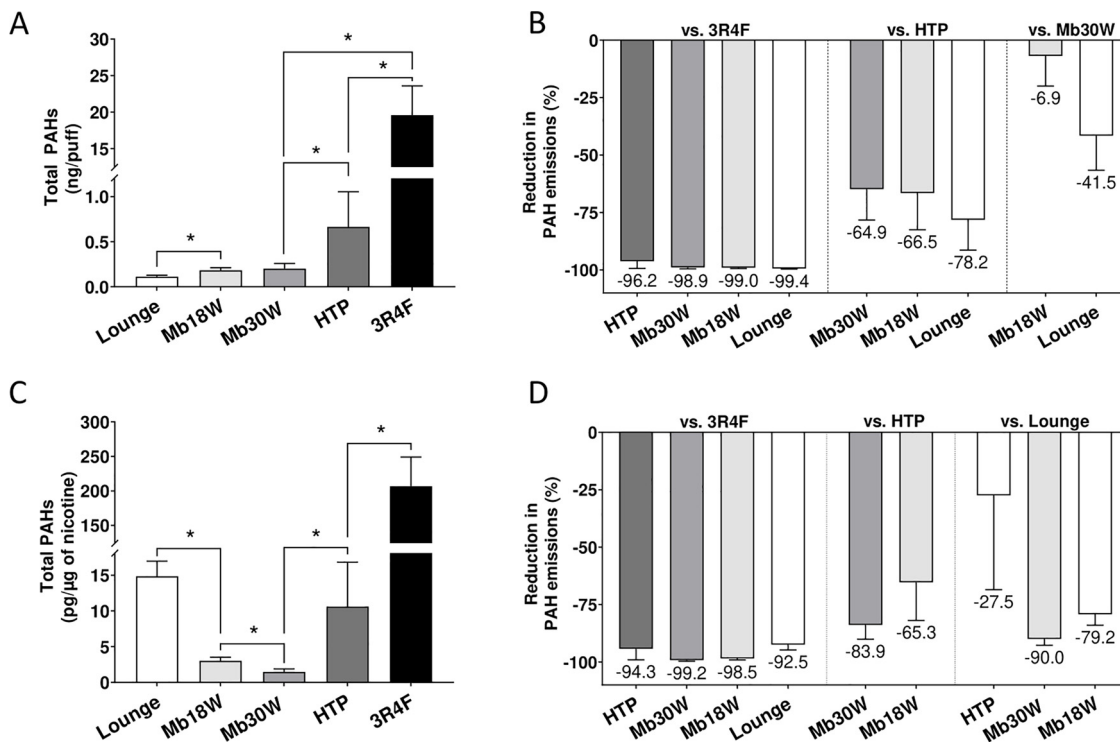 A
Total PAHs
(ng/puff)
30
25
20
15
1.0
0.5
0.0
*
*
*
*
Lounge
Mb18W
Mb30W
HTP
3R4F
B
Reduction in
PAH emissions (%)
vs. 3R4F
vs. HTP
vs. Mb30W
0
-25
-50
-75
-100
-96.2
-98.9
-99.0
-99.4
-64.9
-66.5
-78.2
-6.9
-41.5
HTP
Mb30W
Mb18W
Lounge
Mb30W
Mb18W
Lounge
Mb18W
Lounge
C
Total PAHs
(pg/µg of nicotine)
300
250
200
150
15
10
5
0
*
*
*
*
Lounge
Mb18W
Mb30W
HTP
3R4F
D
Reduction in
PAH emissions (%)
vs. 3R4F
vs. HTP
vs. Lounge
0
-25
-50
-75
-100
-94.3
-99.2
-98.5
-92.5
-83.9
-65.3
-27.5
-90.0
-79.2
HTP
Mb30W
Mb18W
Lounge
Mb30W
Mb18W
HTP
Mb30W
Mb18W